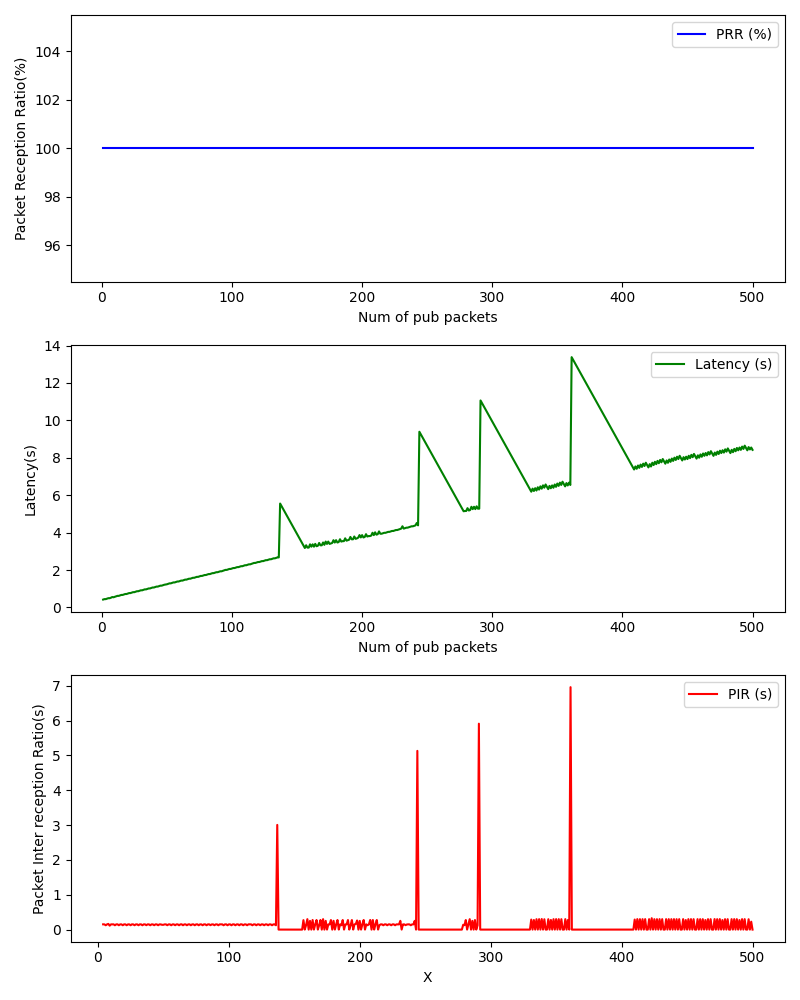 PRR (%)
104
102
100
98
96
Packet Reception Ratio(%)
0 100 200 300 400 500
Num of pub packets
Latency (s)
14
12
10
8
6
4
2
0
Latency(s)
0 100 200 300 400 500
Num of pub packets
PIR (s)
7
6
5
4
3
2
1
0
Packet Inter reception Ratio(s)
0 100 200 300 400 500
X